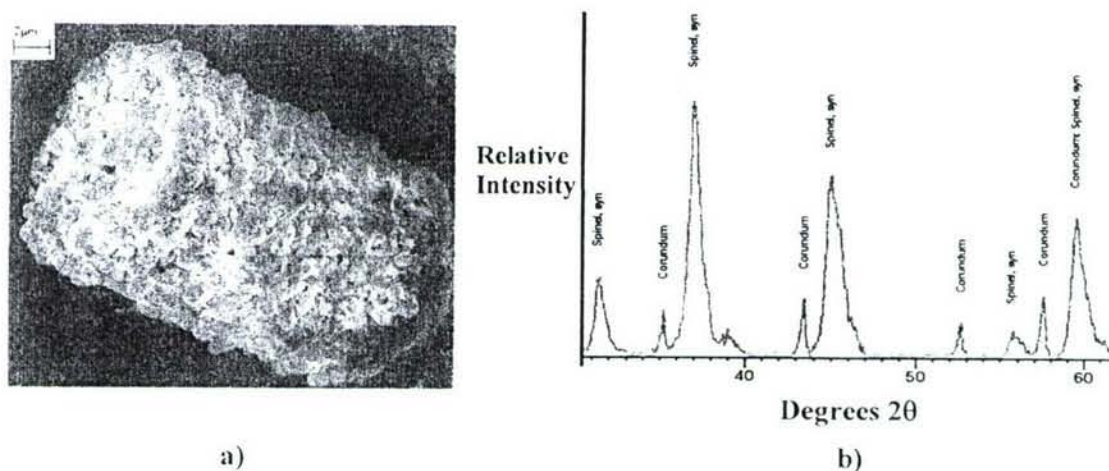 Relative
Intensity
Spinel, syn
Corundum
Spinel, syn
Corundum
Spinel, syn
Corundum
Spinel, syn
Corundum
Corundum; Spinel, syn
40
50
60
Degrees 2θ
a)
b)